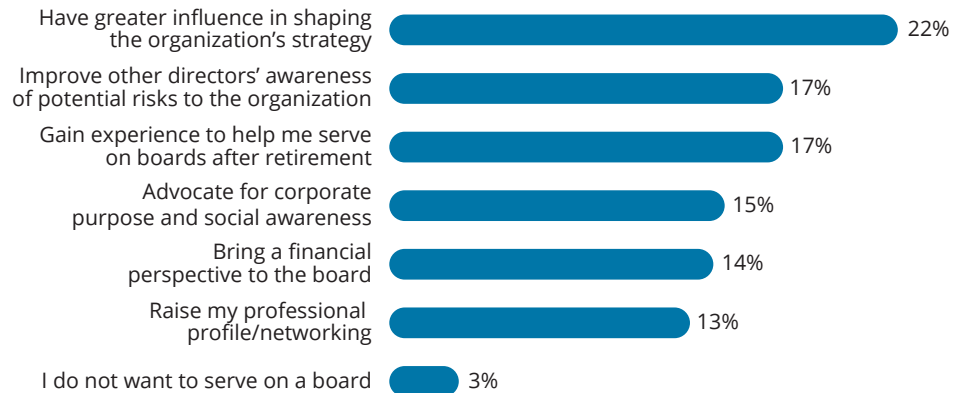 Have greater influence in shaping
the organization’s strategy
22%
Improve other directors’ awareness
of potential risks to the organization
17%
Gain experience to help me serve
on boards after retirement
17%
Advocate for corporate
purpose and social awareness
15%
Bring a financial
perspective to the board
14%
Raise my professional
profile/networking
13%
I do not want to serve on a board
3%